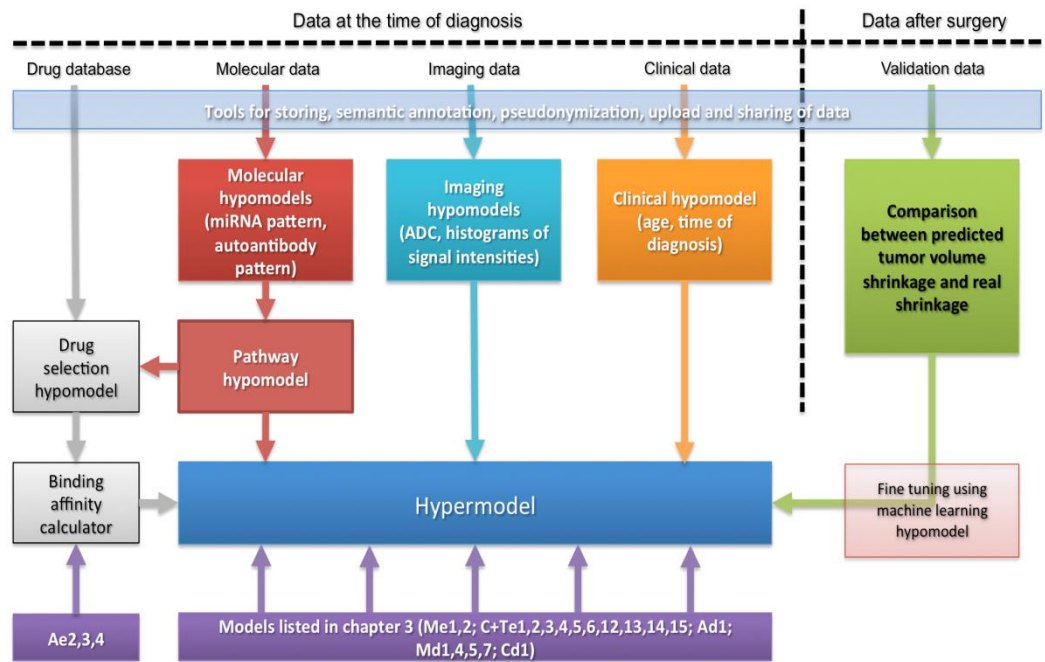 Data at the time of diagnosis
Data after surgery
Drug database
Molecular data
Imaging data
Clinical data
Validation data
Tools for storing, semantic annotation, pseudonymization, upload and sharing of data
Molecular
hypomodels
(miRNA pattern,
autoantibody
pattern)
Imaging
hypomodels
(ADC, histograms of
signal intensities)
Clinical hypomodel
(age, time of
diagnosis)
Comparison
between predicted
tumor volume
shrinkage and real
shrinkage
Drug
selection
hypomodel
Pathway
hypomodel
Binding
affinity
calculator
Hypermodel
Fine tuning using
machine learning
hypomodel
Ae2,3,4
Models listed in chapter 3 (Me1,2; C+Te1,2,3,4,5,6,12,13,14,15; Ad1;
Md1,4,5,7; Cd1)